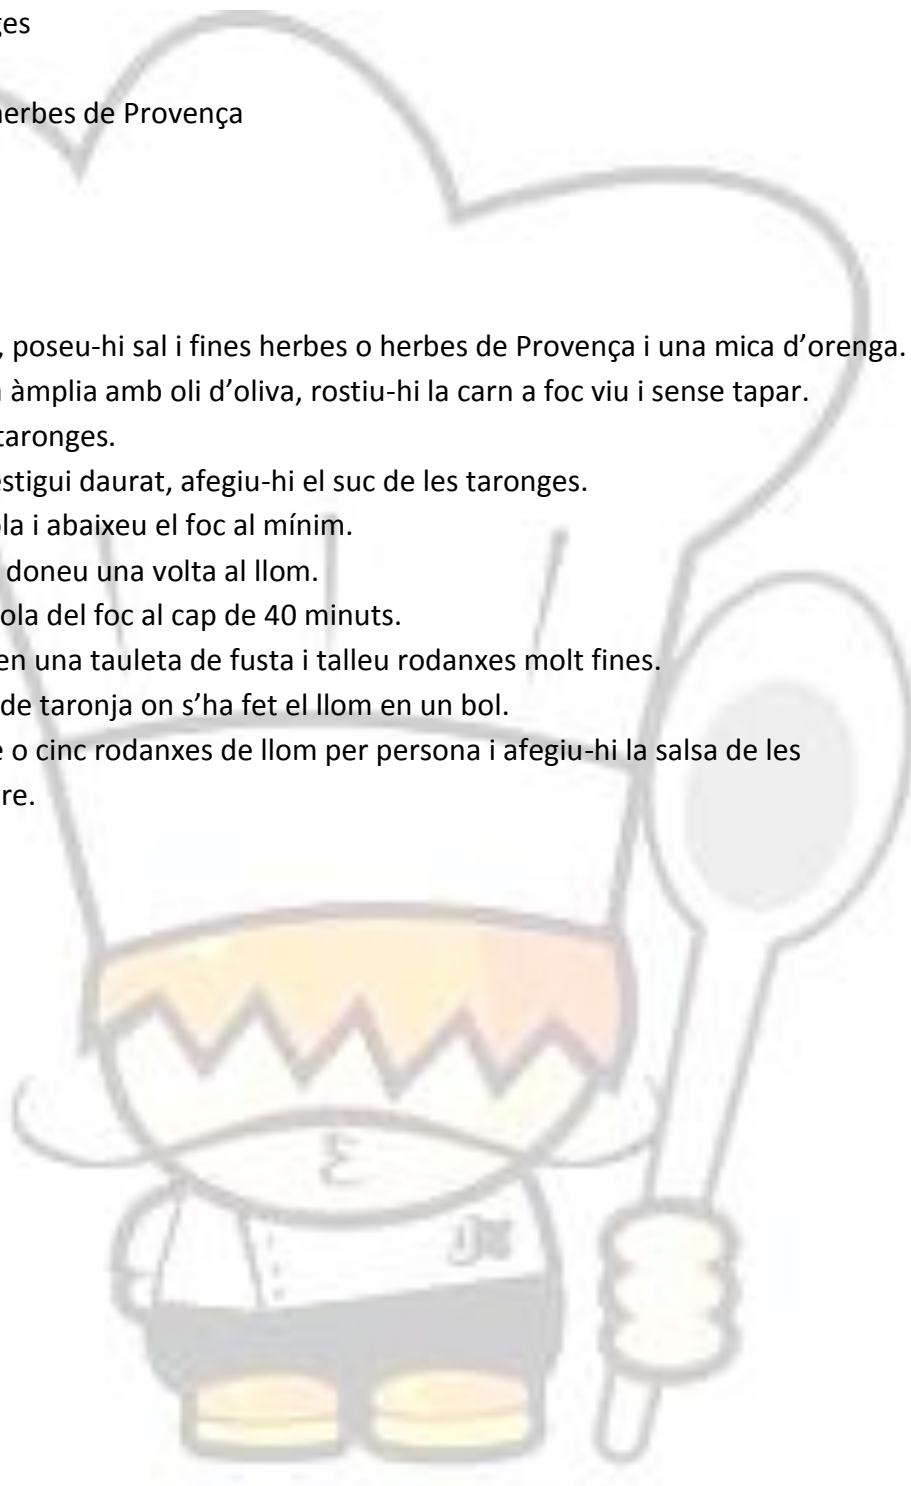 ges
herbes de Provença
, poseu-hi sal i fines herbes o herbes de Provença i una mica d’orenga.
àmplia amb oli d’oliva, rostiu-hi la carn a foc viu i sense tapar.
taronges.
estigui daurat, afegiu-hi el suc de les taronges.
la i abaixeu el foc al mínim.
doneu una volta al llom.
ola del foc al cap de 40 minuts.
en una tauleta de fusta i talleu rodanxes molt fines.
de taronja on s’ha fet el llom en un bol.
e o cinc rodanxes de llom per persona i afegiu-hi la salsa de les
re.